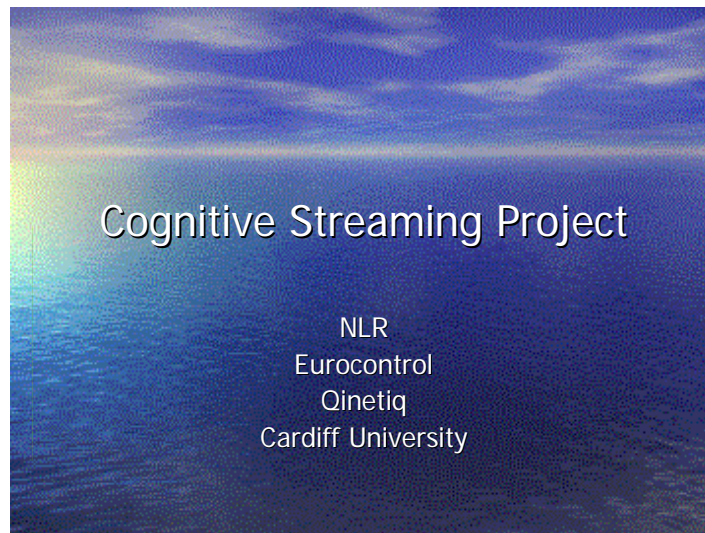 Cognitive Streaming Project
NLR
Eurocontrol
Qinetiq
Cardiff University